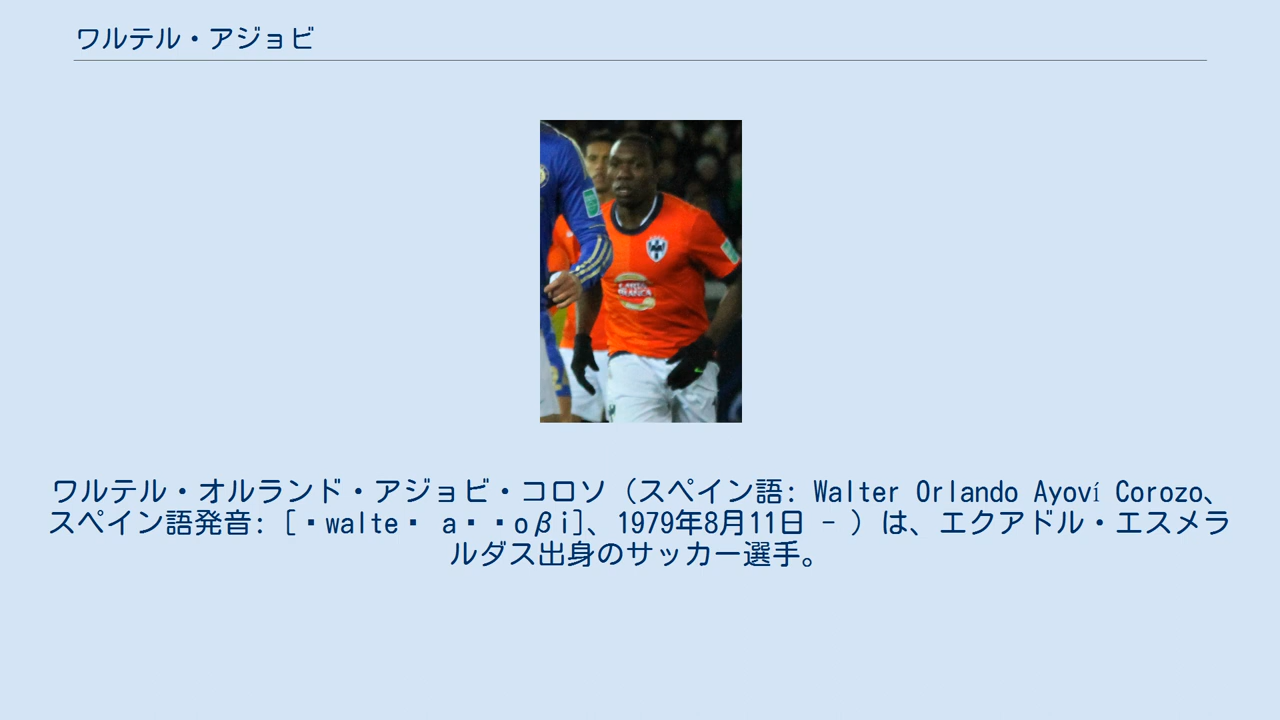 ワルテル・アジョビ
ワルテル・オルランド・アジョビ・コロソ（スペイン語: Walter Orlando Ayoví Corozo、
スペイン語発音: [▪walte▪ a▪▪oβi]、1979年8月11日 - ）は、エクアドル・エスメラ
ルダス出身のサッカー選手。